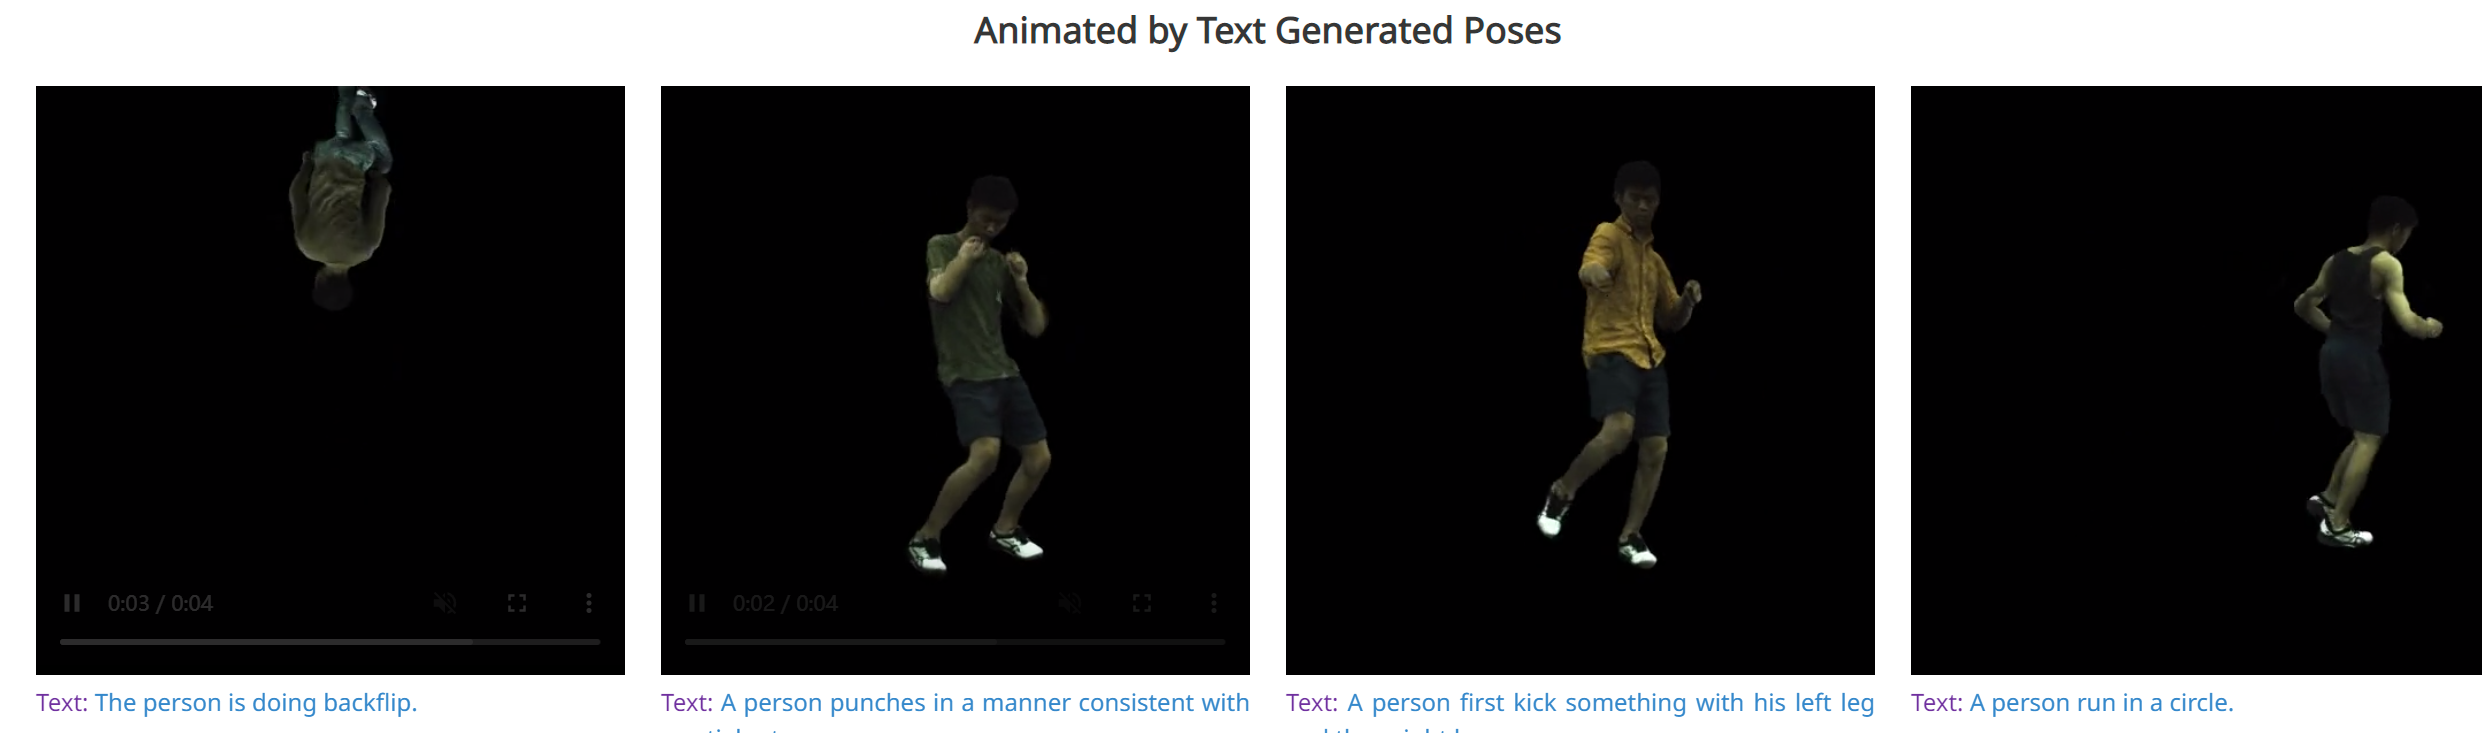 Animated by Text Generated Poses
0:03 / 0:04
0:02 / 0:04
Text: The person is doing backflip.
Text: A person punches in a manner consistent with
Text: A person first kick something with his left leg
Text: A person run in a circle.